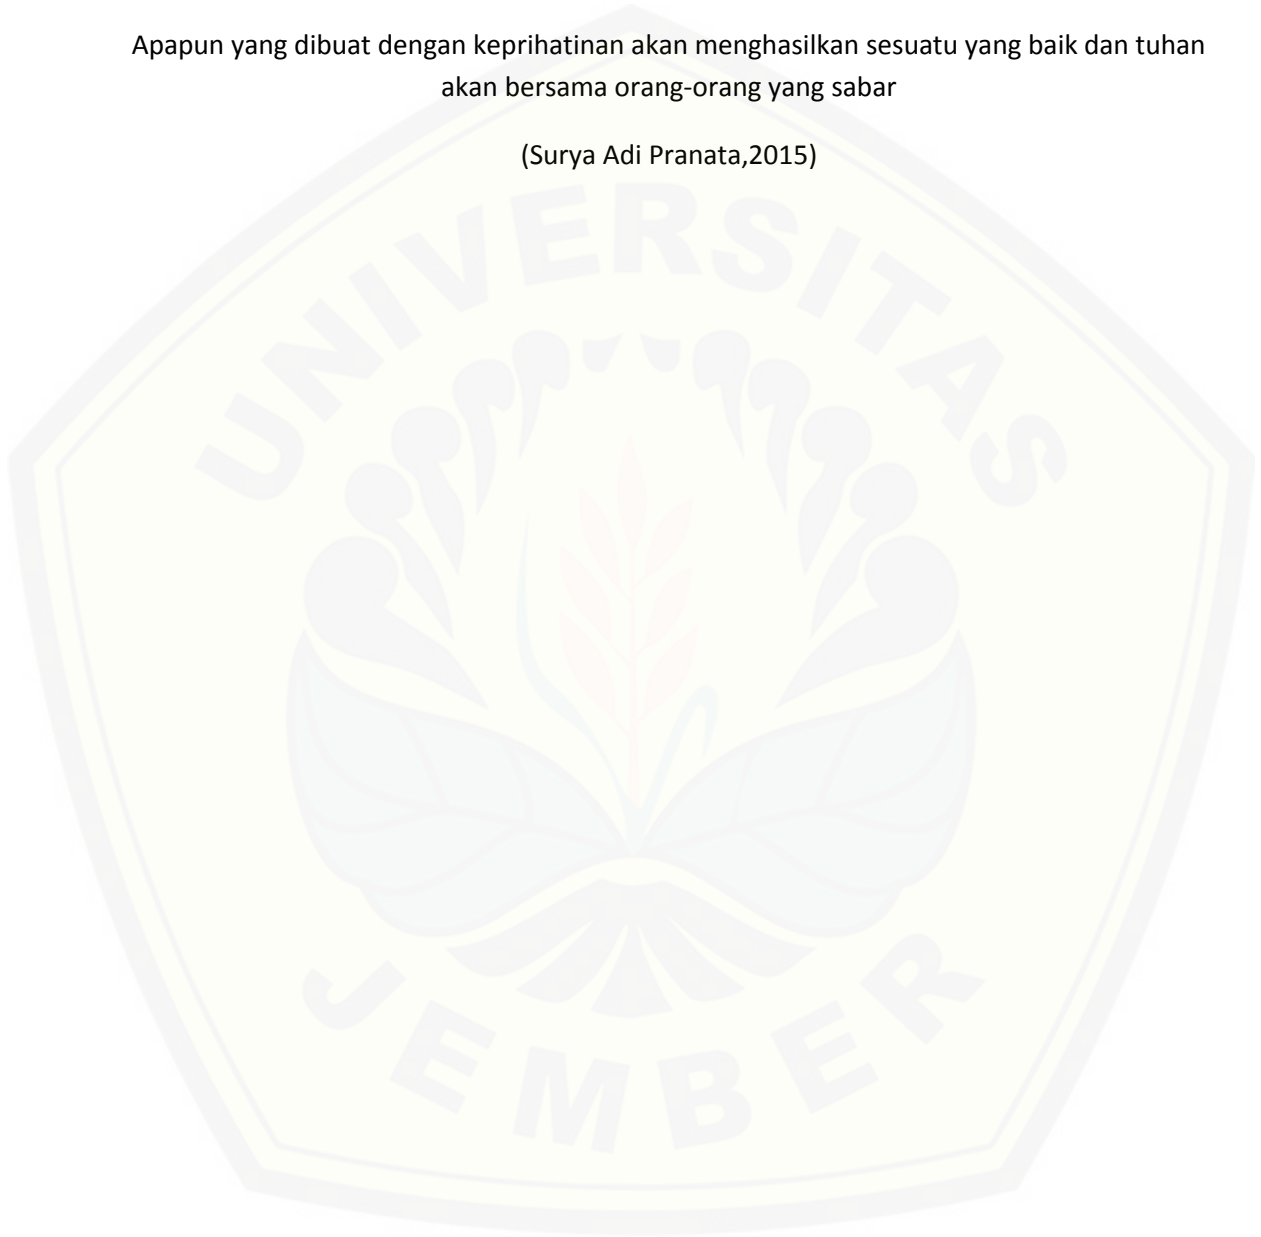 Apapun yang dibuat dengan keprihatinan akan menghasilkan sesuatu yang baik dan tuhan
akan bersama orang-orang yang sabar
(Surya Adi Pranata,2015)
UNIVERSITAS
JEMBER